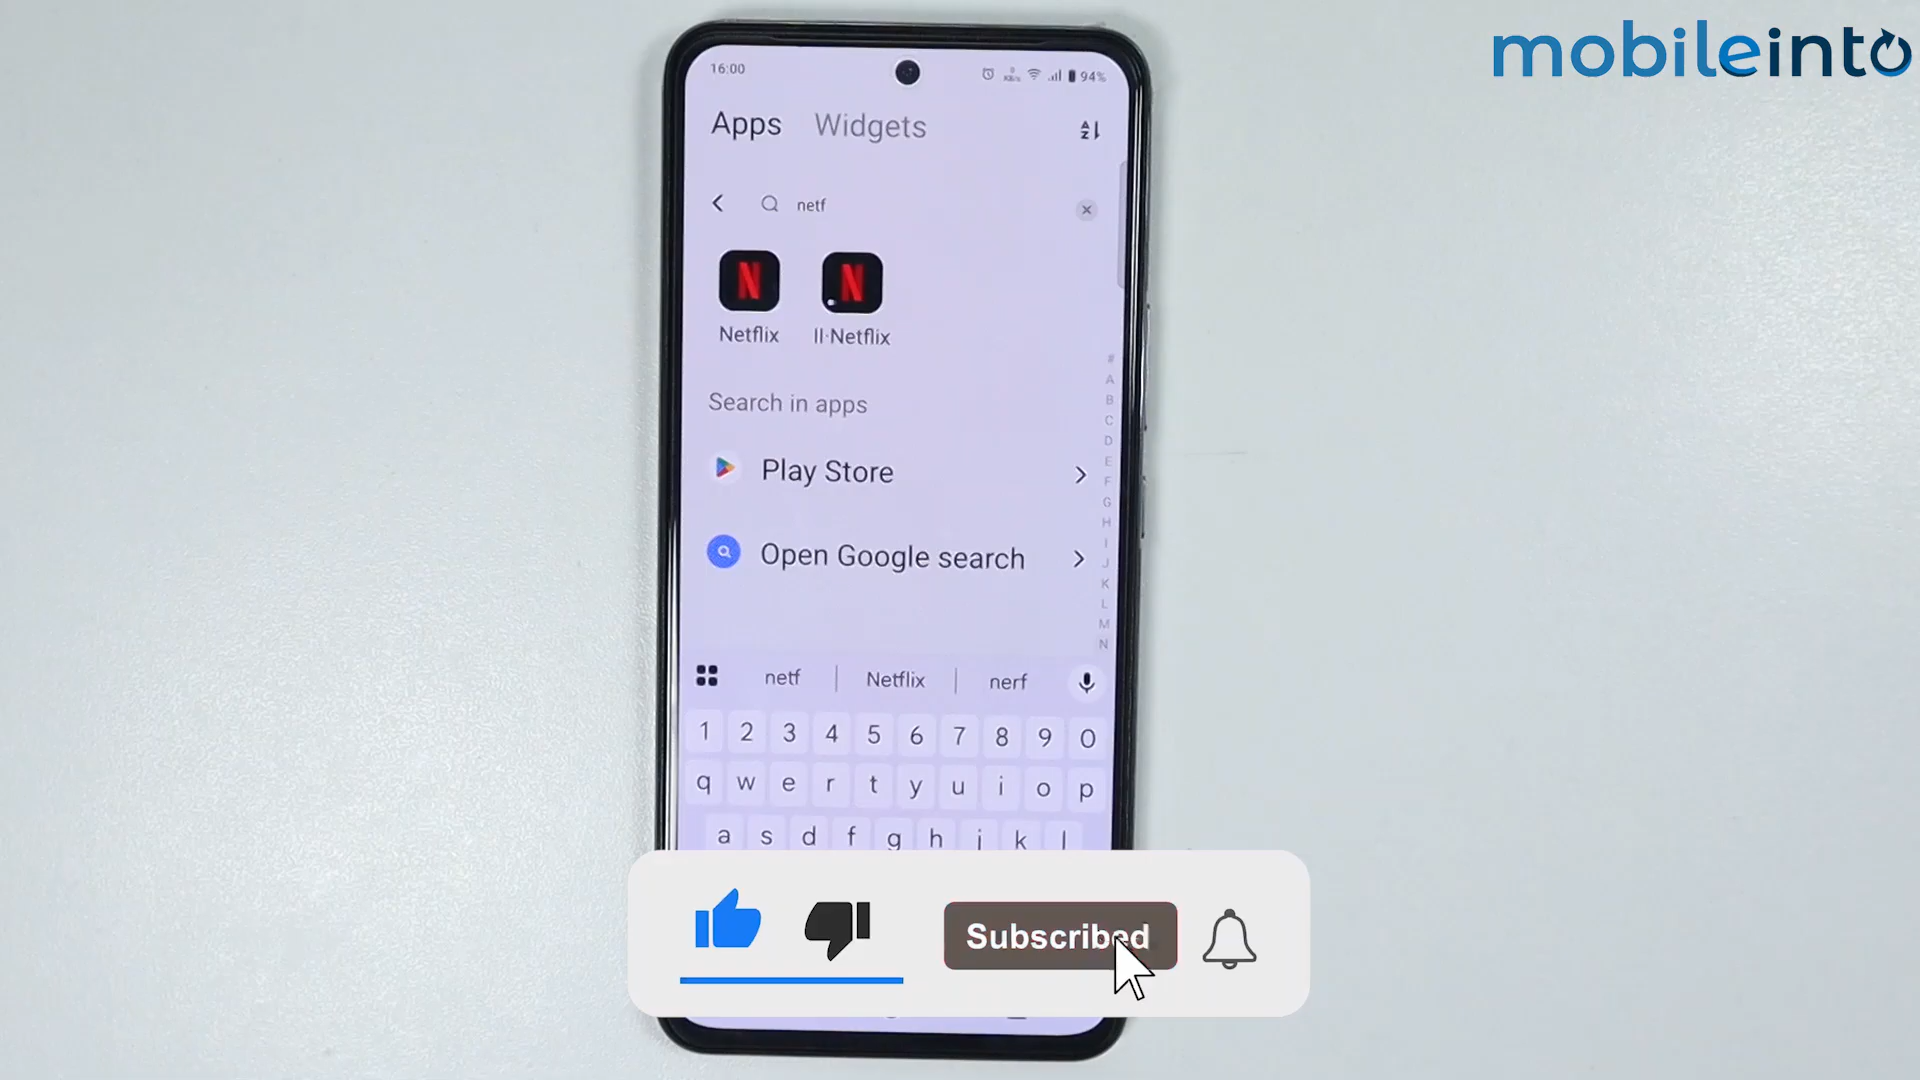 mobileinto
16:00
94%
Apps Widgets
netf
Netflix
II·Netflix
Search in apps
Play Store
Open Google search
#
A
B
C
D
E
F
G
H
I
J
K
L
M
N
netf Netflix nerf
1 2 3 4 5 6 7 8 9 0
q w e r t y u i o p
a s d f g h j k l
Subscribed